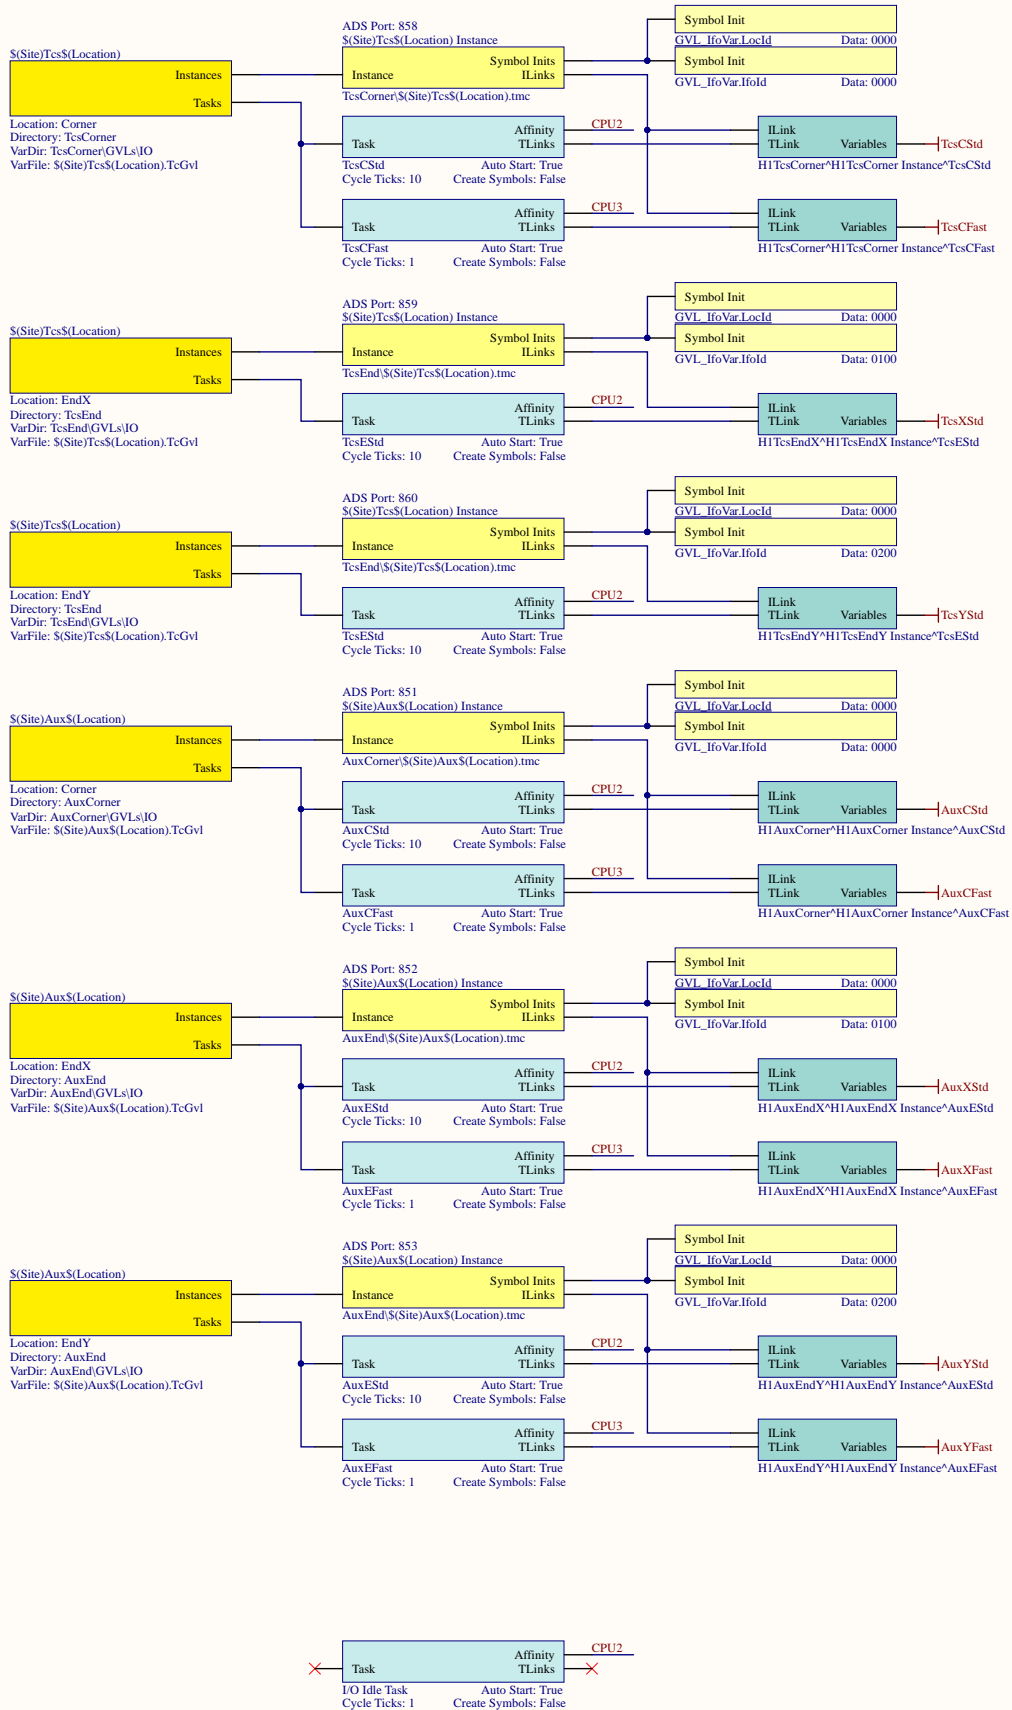 ADS Port: 858
$(Site)Tcs$(Location) Instance
Symbol Init
GVL_IfoVar.LocId Data: 0000
$(Site)Tcs$(Location)
Instances
Tasks
Symbol Inits
Instance ILinks
Symbol Init
GVL_IfoVar.IfoId Data: 0000
TcsCorner\$(Site)Tcs$(Location).tmc
Location: Corner
Directory: TcsCorner
VarDir: TcsCorner\GVLs\IO
VarFile: $(Site)Tcs$(Location).TcGvl
Affinity CPU2
Task TLinks
TcsCStd Auto Start: True
Cycle Ticks: 10 Create Symbols: False
ILink
TLink Variables TcsCStd
H1TcsCorner^H1TcsCorner Instance^TcsCStd
Affinity CPU3
Task TLinks
TcsCFast Auto Start: True
Cycle Ticks: 1 Create Symbols: False
ILink
TLink Variables TcsCFast
H1TcsCorner^H1TcsCorner Instance^TcsCFast
ADS Port: 859
$(Site)Tcs$(Location) Instance
Symbol Init
GVL_IfoVar.LocId Data: 0000
$(Site)Tcs$(Location)
Instances
Tasks
Symbol Inits
Instance ILinks
Symbol Init
GVL_IfoVar.IfoId Data: 0100
TcsEnd\$(Site)Tcs$(Location).tmc
Location: EndX
Directory: TcsEnd
VarDir: TcsEnd\GVLs\IO
VarFile: $(Site)Tcs$(Location).TcGvl
Affinity CPU2
Task TLinks
TcsEStd Auto Start: True
Cycle Ticks: 10 Create Symbols: False
ILink
TLink Variables TcsXStd
H1TcsEndX^H1TcsEndX Instance^TcsEStd
ADS Port: 860
$(Site)Tcs$(Location) Instance
Symbol Init
GVL_IfoVar.LocId Data: 0000
$(Site)Tcs$(Location)
Instances
Tasks
Symbol Inits
Instance ILinks
Symbol Init
GVL_IfoVar.IfoId Data: 0200
TcsEnd\$(Site)Tcs$(Location).tmc
Location: EndY
Directory: TcsEnd
VarDir: TcsEnd\GVLs\IO
VarFile: $(Site)Tcs$(Location).TcGvl
Affinity CPU2
Task TLinks
TcsEStd Auto Start: True
Cycle Ticks: 10 Create Symbols: False
ILink
TLink Variables TcsYStd
H1TcsEndY^H1TcsEndY Instance^TcsEStd
ADS Port: 851
$(Site)Aux$(Location) Instance
Symbol Init
GVL_IfoVar.LocId Data: 0000
$(Site)Aux$(Location)
Instances
Tasks
Symbol Inits
Instance ILinks
Symbol Init
GVL_IfoVar.IfoId Data: 0000
AuxCorner\$(Site)Aux$(Location).tmc
Location: Corner
Directory: AuxCorner
VarDir: AuxCorner\GVLs\IO
VarFile: $(Site)Aux$(Location).TcGvl
Affinity CPU2
Task TLinks
AuxCStd Auto Start: True
Cycle Ticks: 10 Create Symbols: False
ILink
TLink Variables AuxCStd
H1AuxCorner^H1AuxCorner Instance^AuxCStd
Affinity CPU3
Task TLinks
AuxCFast Auto Start: True
Cycle Ticks: 1 Create Symbols: False
ILink
TLink Variables AuxCFast
H1AuxCorner^H1AuxCorner Instance^AuxCFast
ADS Port: 852
$(Site)Aux$(Location) Instance
Symbol Init
GVL_IfoVar.LocId Data: 0000
$(Site)Aux$(Location)
Instances
Tasks
Symbol Inits
Instance ILinks
Symbol Init
GVL_IfoVar.IfoId Data: 0100
AuxEnd\$(Site)Aux$(Location).tmc
Location: EndX
Directory: AuxEnd
VarDir: AuxEnd\GVLs\IO
VarFile: $(Site)Aux$(Location).TcGvl
Affinity CPU2
Task TLinks
AuxEStd Auto Start: True
Cycle Ticks: 10 Create Symbols: False
ILink
TLink Variables AuxXStd
H1AuxEndX^H1AuxEndX Instance^AuxEStd
Affinity CPU3
Task TLinks
AuxEFast Auto Start: True
Cycle Ticks: 1 Create Symbols: False
ILink
TLink Variables AuxXFast
H1AuxEndX^H1AuxEndX Instance^AuxEFast
ADS Port: 853
$(Site)Aux$(Location) Instance
Symbol Init
GVL_IfoVar.LocId Data: 0000
$(Site)Aux$(Location)
Instances
Tasks
Symbol Inits
Instance ILinks
Symbol Init
GVL_IfoVar.IfoId Data: 0200
AuxEnd\$(Site)Aux$(Location).tmc
Location: EndY
Directory: AuxEnd
VarDir: AuxEnd\GVLs\IO
VarFile: $(Site)Aux$(Location).TcGvl
Affinity CPU2
Task TLinks
AuxEStd Auto Start: True
Cycle Ticks: 10 Create Symbols: False
ILink
TLink Variables AuxYStd
H1AuxEndY^H1AuxEndY Instance^AuxEStd
Affinity CPU3
Task TLinks
AuxEFast Auto Start: True
Cycle Ticks: 1 Create Symbols: False
ILink
TLink Variables AuxYFast
H1AuxEndY^H1AuxEndY Instance^AuxEFast
Affinity CPU2
Task TLinks
I/O Idle Task Auto Start: True
Cycle Ticks: 1 Create Symbols: False